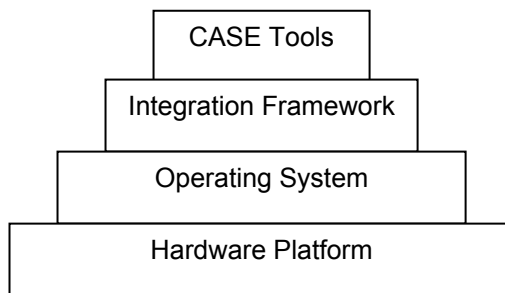 CASE Tools
Integration Framework
Operating System
Hardware Platform